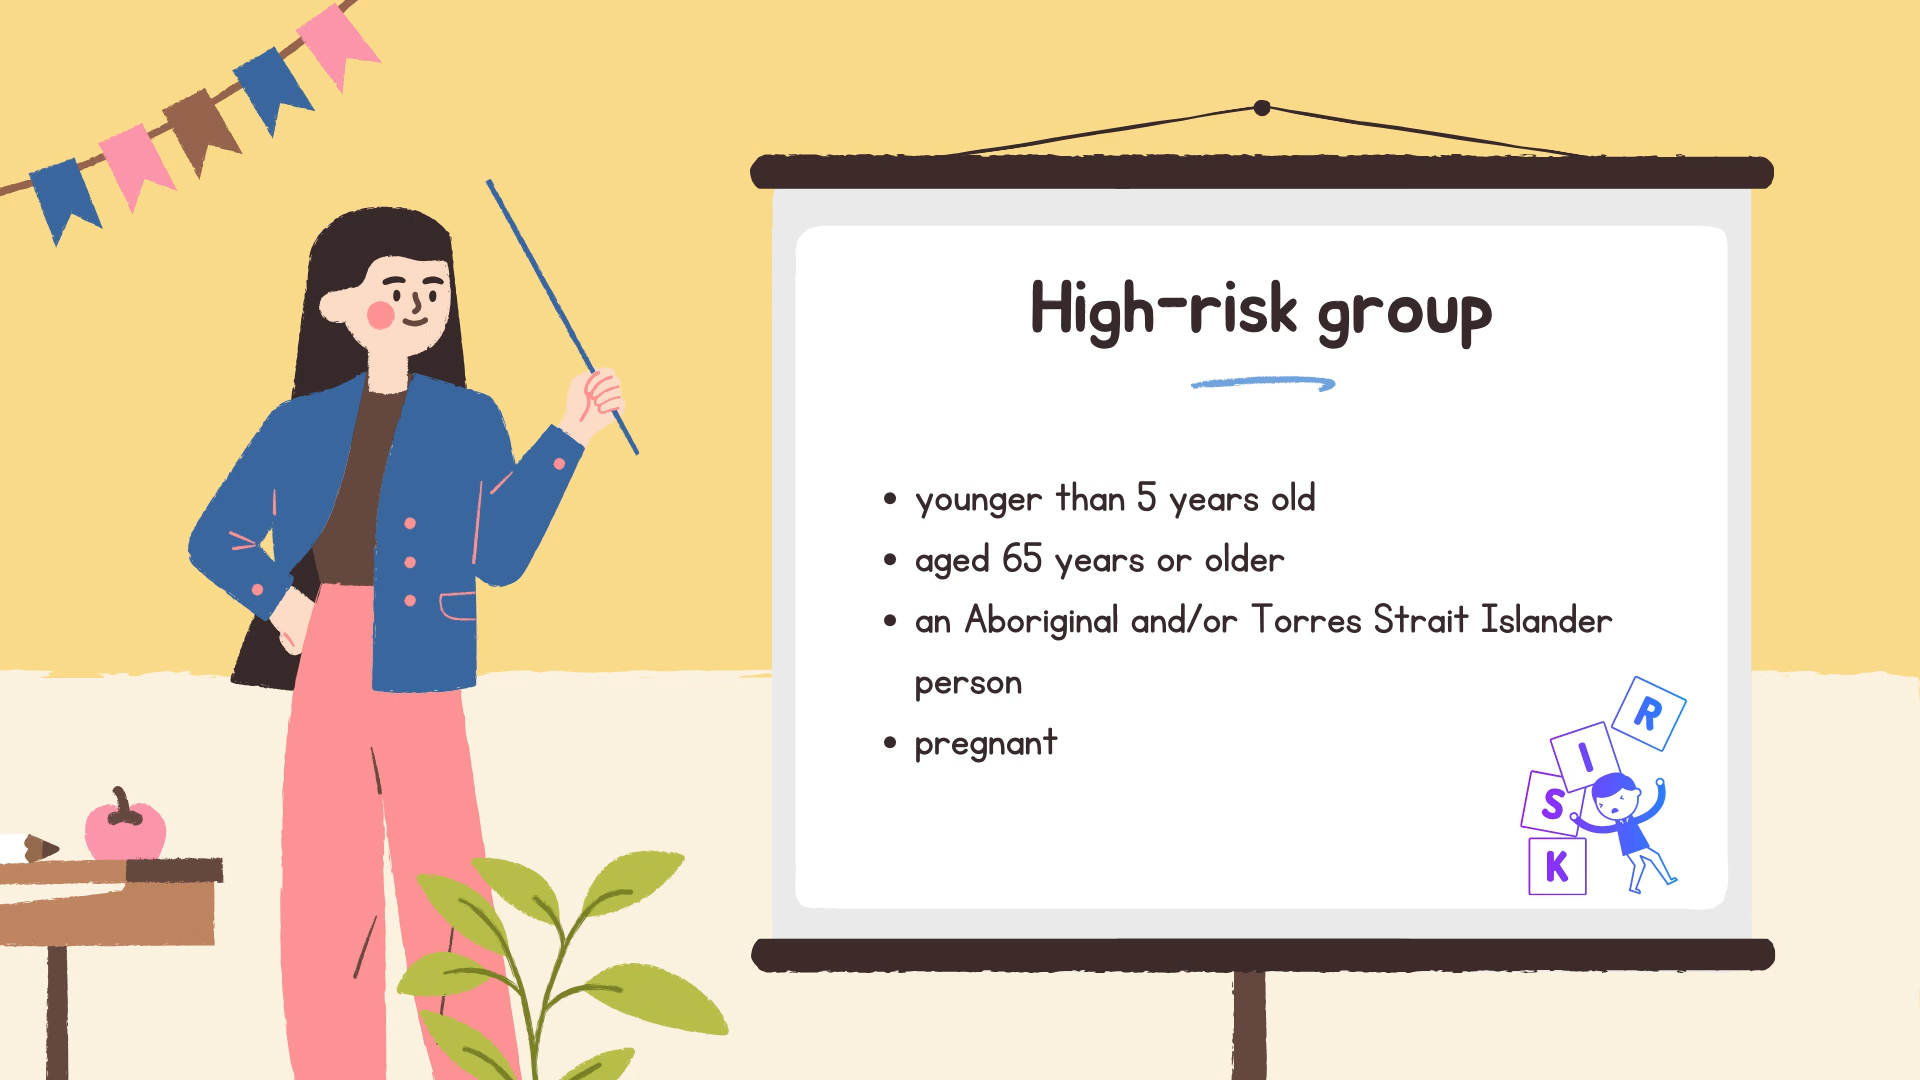 High-risk group
• younger than 5 years old
• aged 65 years or older
• an Aboriginal and/or Torres Strait Islander
person
• pregnant
R
I
S
K